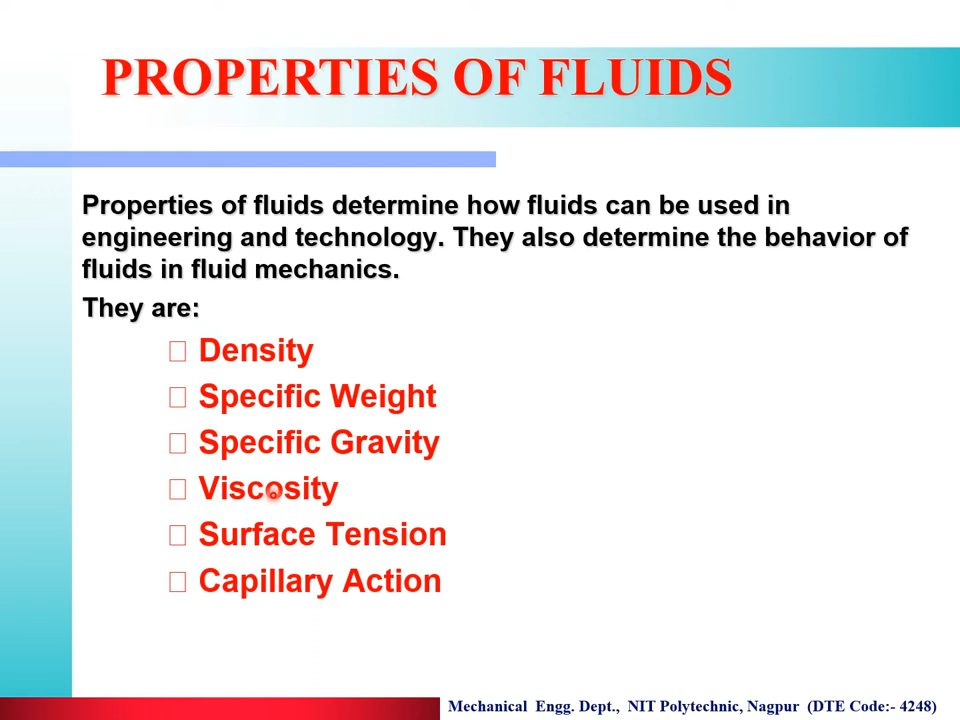 PROPERTIES OF FLUIDS
Properties of fluids determine how fluids can be used in
engineering and technology. They also determine the behavior of
fluids in fluid mechanics.
They are:
Density
Specific Weight
Specific Gravity
Viscosity
Surface Tension
Capillary Action
Mechanical Engg. Dept., NIT Polytechnic, Nagpur (DTE Code:- 4248)